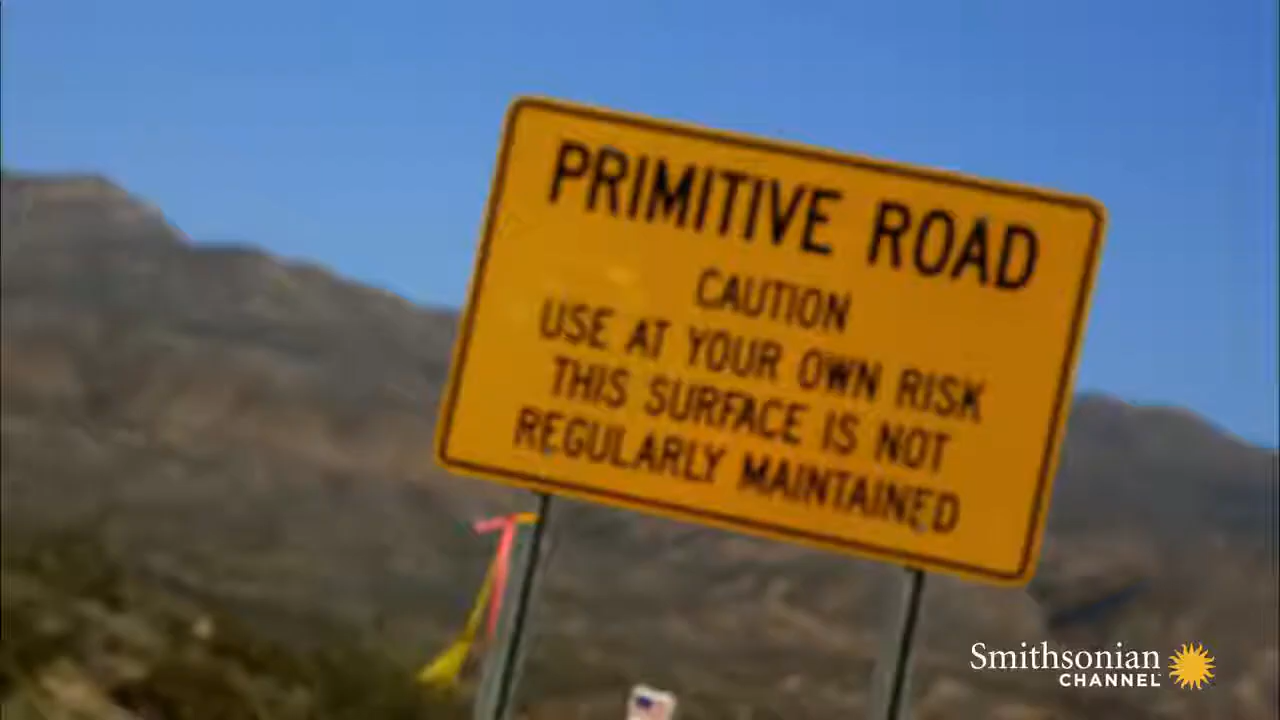 PRIMITIVE ROAD
CAUTION
USE AT YOUR OWN RISK
THIS SURFACE IS NOT
REGULARLY MAINTAINED
Smithsonian
CHANNEL